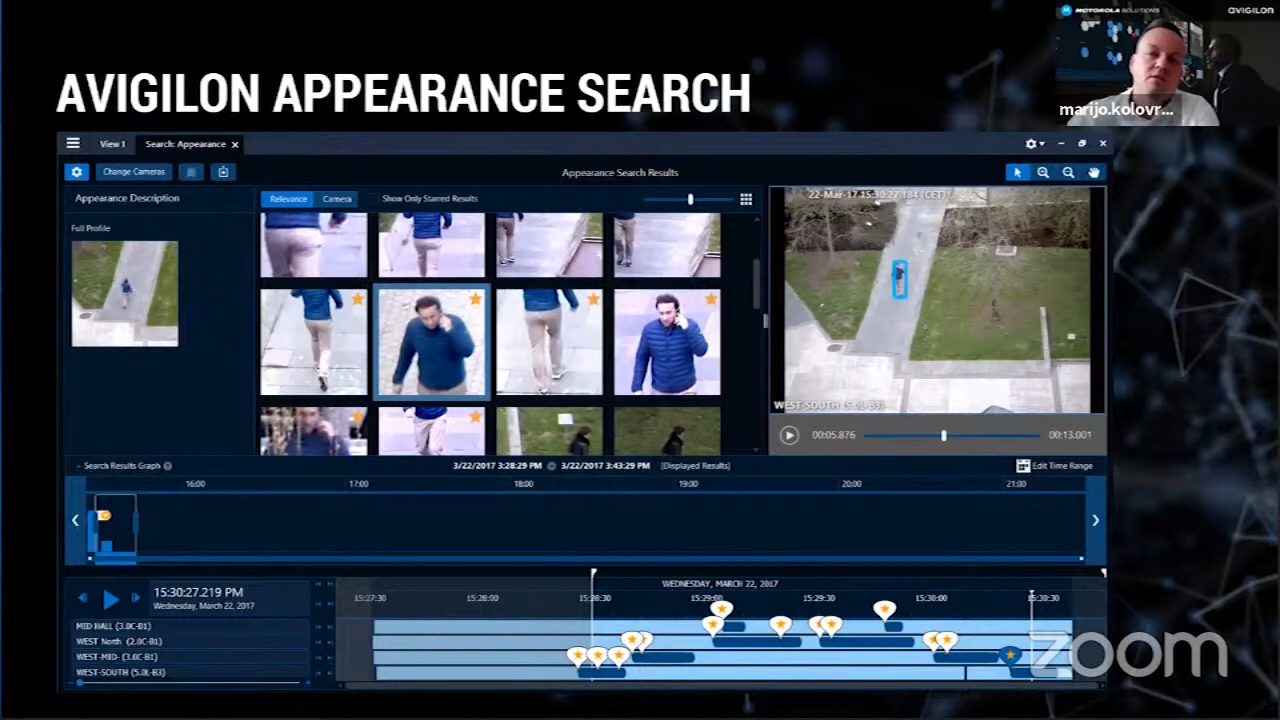 MOTOROLA SOLUTIONS
AVIGILON
marijo.kolovr...
AVIGILON APPEARANCE SEARCH
View 1
Search: Appearance
Change Cameras
Appearance Search Results
Appearance Description
Relevance
Camera
Show Only Starred Results
Full Profile
22-Mar-17 15:30:27.184 (CET)
WEST-SOUTH (5.0L-B3)
00:05.876
00:13.001
Search Results Graph
3/22/2017 3:28:29 PM
3/22/2017 3:43:29 PM
[Displayed Results]
Edit Time Range
16:00
17:00
18:00
19:00
20:00
21:00
15:30:27.219 PM
Wednesday, March 22, 2017
WEDNESDAY, MARCH 22, 2017
15:27:30
15:28:00
15:28:30
15:29:00
15:29:30
15:30:00
15:30:30
MID HALL (3.0C-B1)
WEST North (2.0C-B1)
WEST-MID- (3.0C-B1)
WEST-SOUTH (5.0L-B3)
zoom